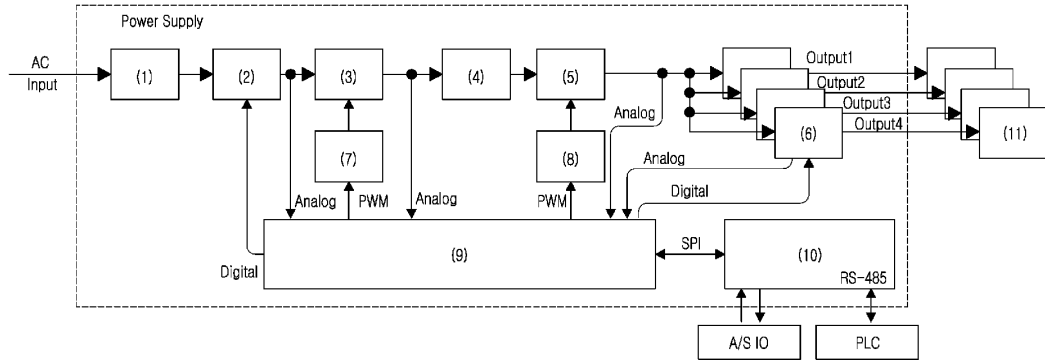 Power Supply
AC
Input
(1)
(2)
(3)
(4)
(5)
Output1
Output2
Output3
Output4
(6)
(11)
Analog
(7)
(8)
Analog
Digital
Analog
PWM
Analog
PWM
Digital
(9)
SPI
(10)
RS-485
A/S IO
PLC